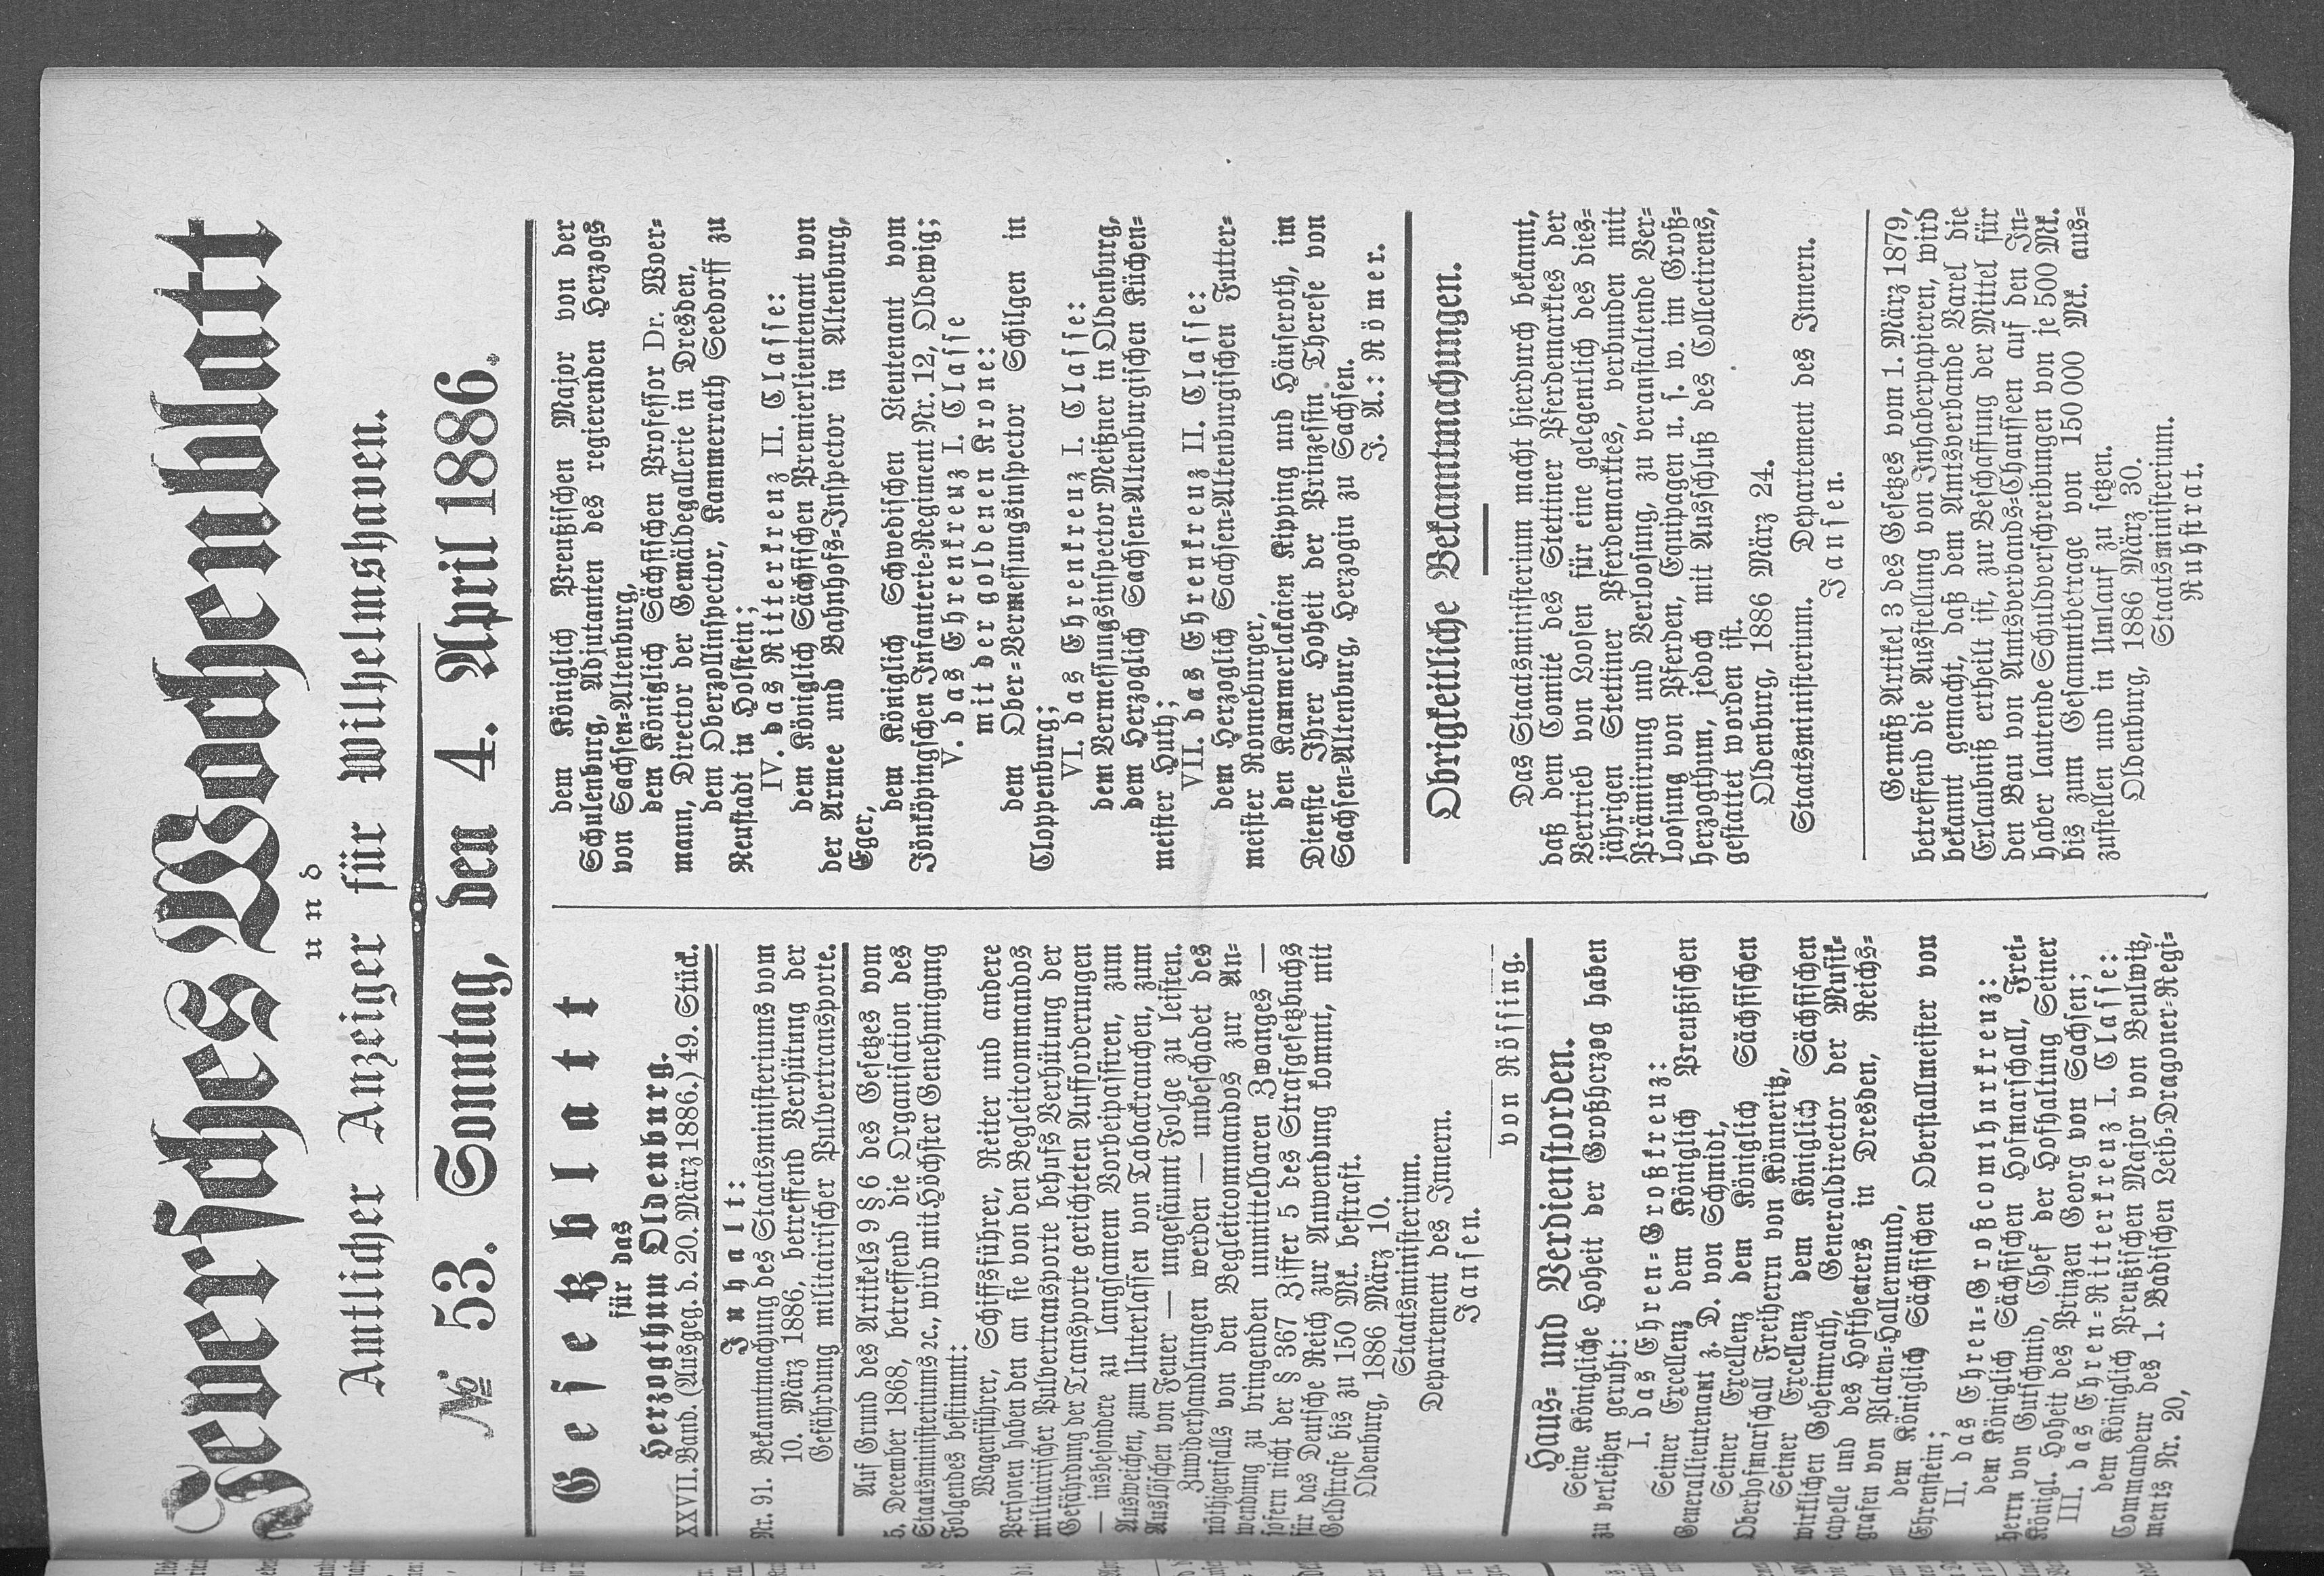 Jeversches Wochenblatt
und
Amtlicher Anzeiger für Wilhelmshaven.
№ 53. Sonntag, den 4. April 1886.
Gesetzblatt
für das
Herzogthum Oldenburg.
XXVII. Band. (Ausgeg. d. 20. März 1886.) 49. Stück.
Inhalt:
Nr. 91. Bekanntmachung des Staatsministeriums vom
10. März 1886, betreffend Verhütung der
Gefährdung militairischer Pulvertransporte.
Auf Grund des Artikels 9 § 6 des Gesetzes vom
5. December 1868, betreffend die Organisation des
Staatsministeriums ꝛc., wird mit Höchster Genehmigung
Folgendes bestimmt:
Wagenführer, Schiffsführer, Reiter und andere
Personen haben den an sie von den Begleitcommandos
militairischer Pulvertransporte behufs Verhütung der
Gefährdung der Transporte gerichteten Aufforderungen
— insbesondere zu langsamem Vorbeipassiren, zum
Ausweichen, zum Unterlassen von Tabakrauchen, zum
Auslöschen von Feuer — ungesäumt Folge zu leisten.
Zuwiderhandlungen werden — unbeschadet des
nöthigenfalls von den Begleitcommandos zur An⸗
wendung zu bringenden unmittelbaren Zwanges —
sofern nicht der § 367 Ziffer 5 des Strafgesetzbuchs
für das Deutsche Reich zur Anwendung kommt, mit
Geldstrafe bis zu 150 Mk. bestraft.
Oldenburg, 1886 März 10.
Staatsministerium.
Departement des Innern.
Jansen.
von Rössing.
Haus⸗ und Verdienstorden.
Seine Königliche Hoheit der Großherzog haben
zu verleihen geruht:
I. das Ehren⸗Großkreuz:
Seiner Excellenz dem Königlich Preußischen
Generallieutenant z. D. von Schmidt,
Seiner Excellenz dem Königlich Sächsischen
Oberhofmarschall Freiherrn von Könneritz,
Seiner Excellenz dem Königlich Sächsischen
wirklichen Geheimrath, Generaldirector der Musik⸗
capelle und des Hoftheaters in Dresden, Reichs⸗
grafen von Platen⸗Hallermund,
dem Königlich Sächsischen Oberstallmeister von
Ehrenstein;
II. das Ehren⸗Großcomthurkreuz:
dem Königlich Sächsischen Hofmarschall, Frei⸗
herrn von Gutschmid, Chef der Hofhaltung Seiner
Königl. Hoheit des Prinzen Georg von Sachsen;
III. das Ehren⸗Ritterkreuz I. Classe:
dem Königlich Preußischen Major von Beulwitz,
Commandeur des 1. Badischen Leib⸗Dragoner⸗Regi⸗
ments Nr. 20,
dem Königlich Preußischen Major von der
Schulenburg, Adjutanten des regierenden Herzogs
von Sachsen⸗Altenburg,
dem Königlich Sächsischen Professor Dr. Woer⸗
mann, Director der Gemäldegallerie in Dresden,
dem Oberzollinspector, Kammerrath Seedorff zu
Neustadt in Holstein;
IV. das Ritterkreuz II. Classe:
dem Königlich Sächsischen Premierlieutenant von
der Armee und Bahnhofs⸗Inspector in Altenburg,
Eger,
dem Königlich Schwedischen Lieutenant vom
Jönköpingschen Infanterie⸗Regiment Nr. 12, Oldewig;
V. das Ehrenkreuz I. Classe
mit der goldenen Krone:
dem Ober⸗Vermessungsinspector Schilgen in
Cloppenburg;
VI. das Ehrenkreuz I. Classe:
dem Vermessungsinspector Meißner in Oldenburg,
dem Herzoglich Sachsen⸗Altenburgischen Küchen⸗
meister Huth;
VII. das Ehrenkreuz II. Classe:
dem Herzoglich Sachsen⸗Altenburgischen Futter⸗
meister Ronneburger,
den Kammerlakaien Kipping und Hänseroth, im
Dienste Ihrer Hoheit der Prinzessin Therese von
Sachsen⸗Altenburg, Herzogin zu Sachsen.
J. A.: Römer.
Obrigkeitliche Bekanntmachungen.
Das Staatsministerium macht hierdurch bekannt,
daß dem Comité des Stettiner Pferdemarktes der
Vertrieb von Loosen für eine gelegentlich des dies⸗
jährigen Stettiner Pferdemarktes, verbunden mit
Prämiirung und Verloosung, zu veranstaltende Ver⸗
loosung von Pferden, Equipagen u. s. w. im Groß⸗
herzogthum, jedoch mit Ausschluß des Collectirens,
gestattet worden ist.
Oldenburg, 1886 März 24.
Staatsministerium. Departement des Innern.
Jansen.
Gemäß Artikel 3 des Gesetzes vom 1. März 1879,
betreffend die Ausstellung von Inhaberpapieren, wird
bekannt gemacht, daß dem Amtsverbande Varel die
Erlaubniß ertheilt ist, zur Beschaffung der Mittel für
den Bau von Amtsverbands⸗Chausseen auf den In⸗
haber lautende Schuldverschreibungen von je 500 Mk.
bis zum Gesammtbetrage von 150 000 Mk. aus⸗
zustellen und in Umlauf zu setzen.
Oldenburg, 1886 März 30.
Staatsministerium.
Ruhstrat.